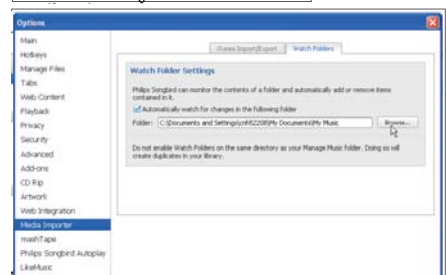 Options
Main
iTunes Import/Export
Watch Folders
Hotkeys
Manage Files
Watch Folder Settings
Tabs
Philips Songbird can monitor the contents of a folder and automatically add or remove items
Web Content
contained in it.
Playback
Automatically watch for changes in the following folder
Privacy
Folder: C:\Documents and Settings\cnh62208\My Documents\My Music
Browse...
Security
Advanced
Do not enable Watch Folders on the same directory as your Manage Music folder. Doing so will
Add-ons
create duplicates in your library.
CD Rip
Artwork
Web Integration
Media Importer
mashTape
Philips Songbird Autoplay
LikeMusic